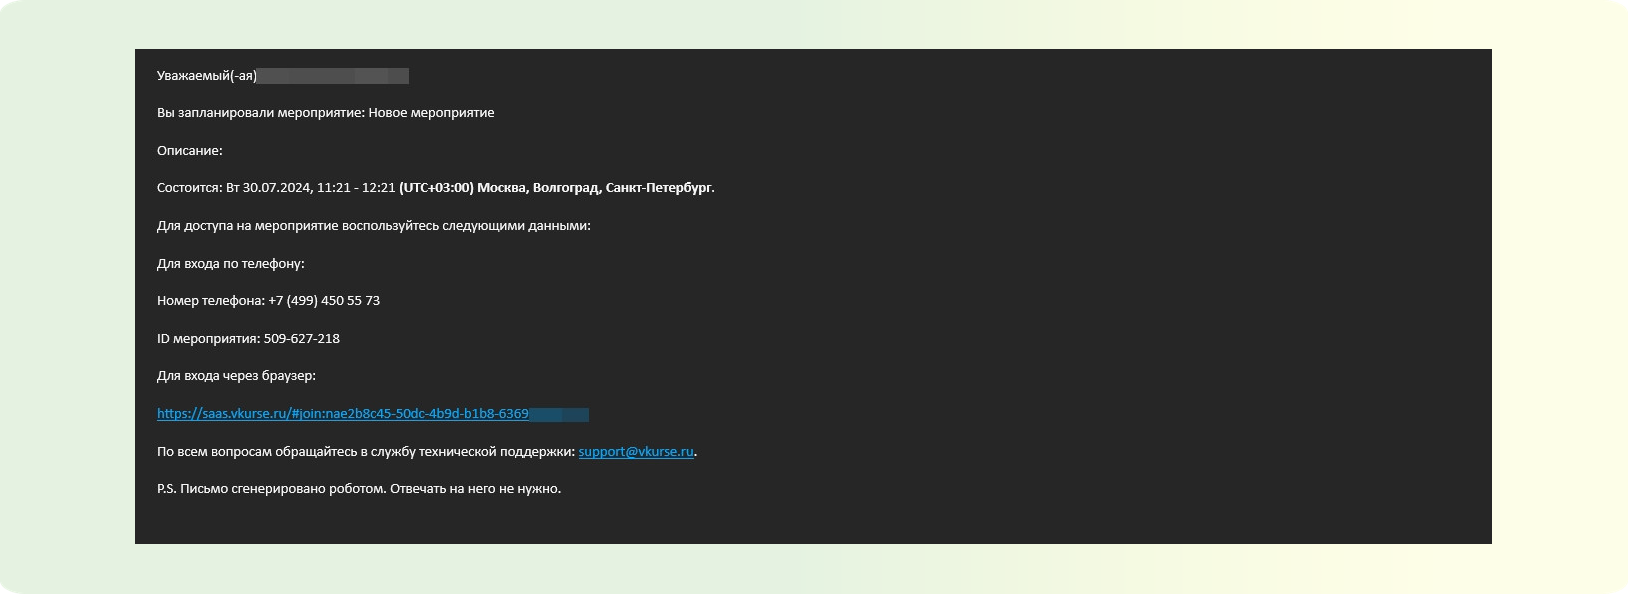 Уважаемый(-ая)
Вы запланировали мероприятие: Новое мероприятие
Описание:
Состоится: Вт 30.07.2024, 11:21 - 12:21 (UTC+03:00) Москва, Волгоград, Санкт-Петербург.
Для доступа на мероприятие воспользуйтесь следующими данными:
Для входа по телефону:
Номер телефона: +7 (499) 450 55 73
ID мероприятия: 509-627-218
Для входа через браузер:
https://saas.vkurse.ru/#join:nae2b8c45-50dc-4b9d-b1b8-6369
По всем вопросам обращайтесь в службу технической поддержки: support@vkurse.ru.
P.S. Письмо сгенерировано роботом. Отвечать на него не нужно.